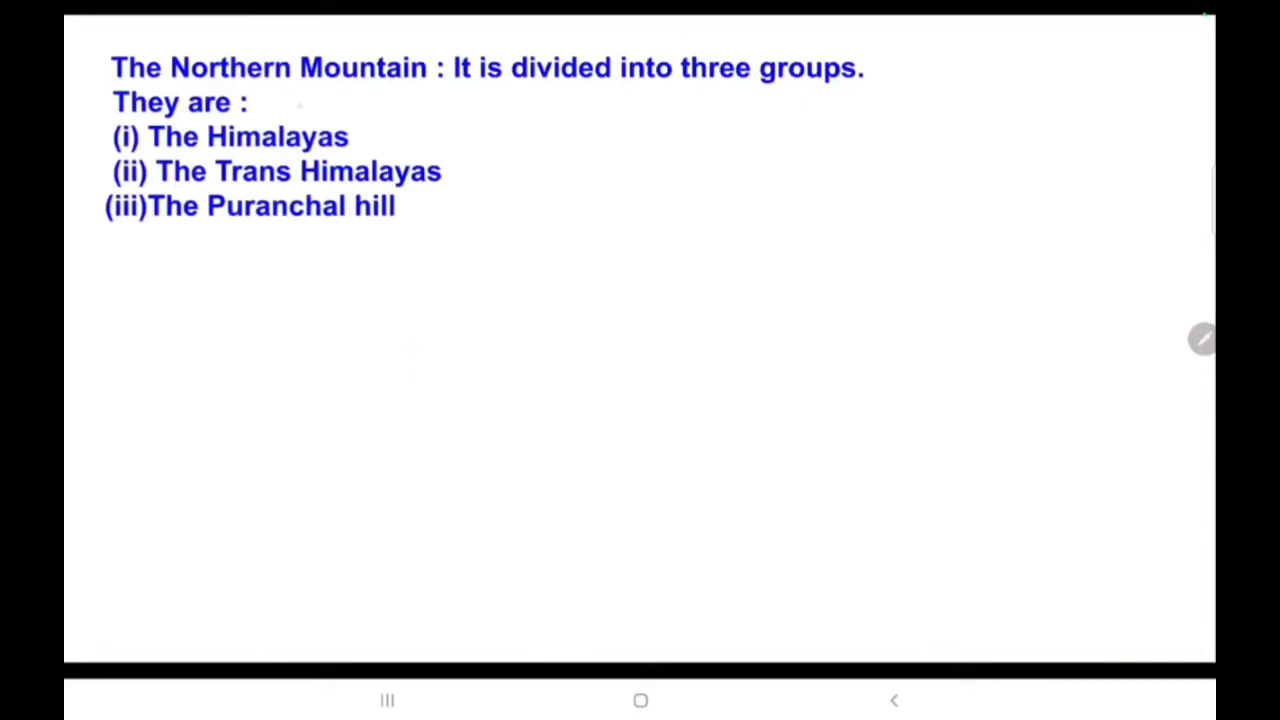 The Northern Mountain : It is divided into three groups.
They are :
(i) The Himalayas
(ii) The Trans Himalayas
(iii)The Puranchal hill